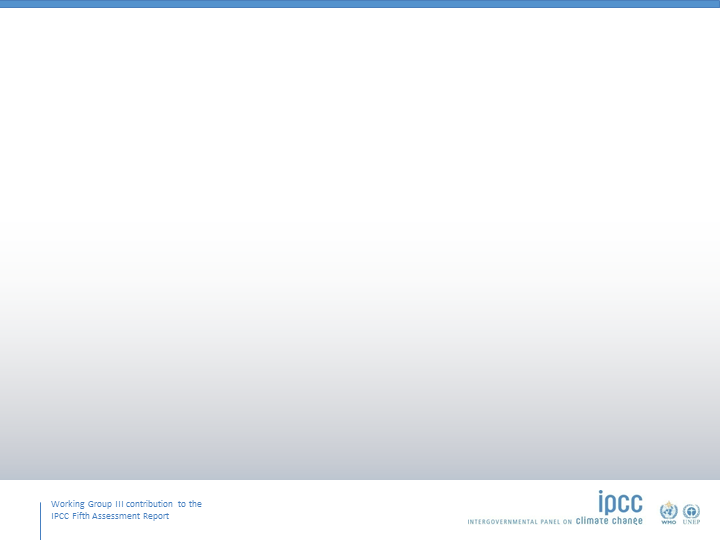 Working Group III contribution to the
IPCC Fifth Assessment Report
ipcc
INTERGOVERNMENTAL PANEL ON climate change
WMO
UNEP